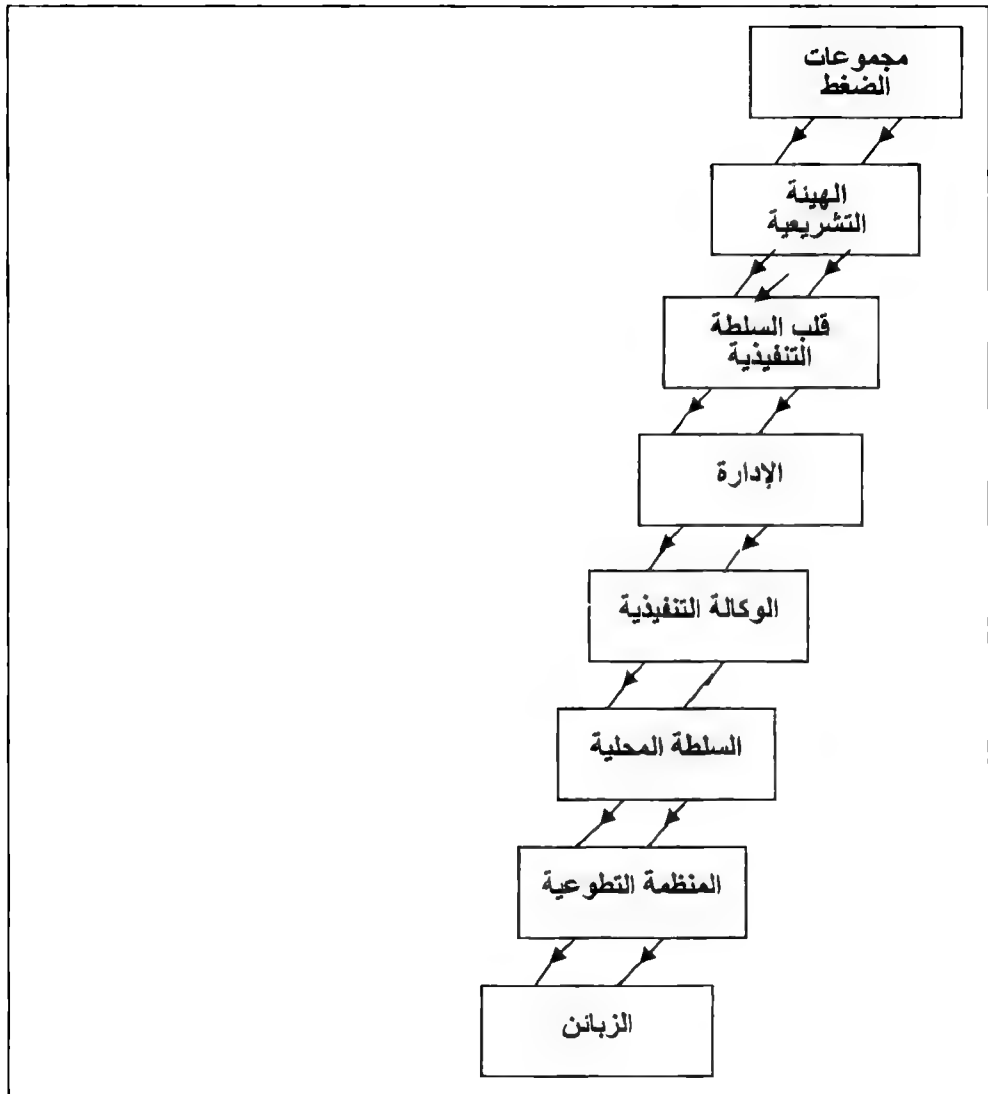 مجموعات
الضغط
الهيئة
التشريعية
قلب السلطة
التنفيذية
الإدارة
الوكالة التنفيذية
السلطة المحلية
المنظمة التطوعية
الزبائن